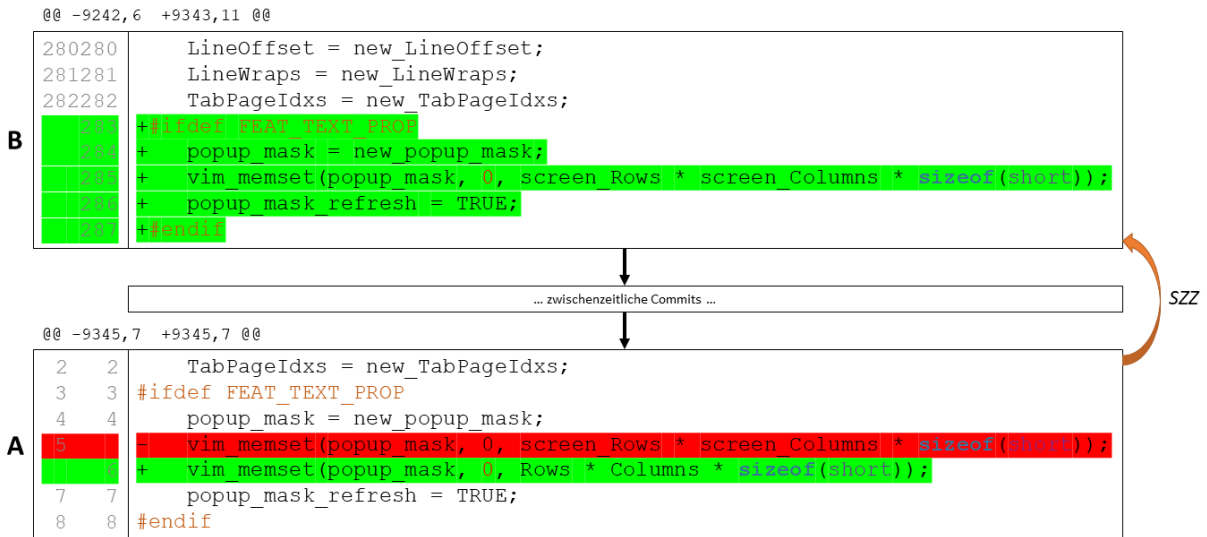 @@ -9242,6 +9343,11 @@
280280 LineOffset = new_LineOffset;
281281 LineWraps = new_LineWraps;
282282 TabPageIdxs = new_TabPageIdxs;
283 +#ifdef FEAT_TEXT_PROP
B
284 + popup_mask = new_popup_mask;
285 + vim_memset(popup_mask, 0, screen_Rows * screen_Columns * sizeof(short));
286 + popup_mask_refresh = TRUE;
287 +#endif
... zwischenzeitliche Commits ...
SZZ
@@ -9345,7 +9345,7 @@
2 2 TabPageIdxs = new_TabPageIdxs;
3 3 #ifdef FEAT_TEXT_PROP
4 4 popup_mask = new_popup_mask;
A
5 - vim_memset(popup_mask, 0, screen_Rows * screen_Columns * sizeof(short));
6 + vim_memset(popup_mask, 0, Rows * Columns * sizeof(short));
7 7 popup_mask_refresh = TRUE;
8 8 #endif